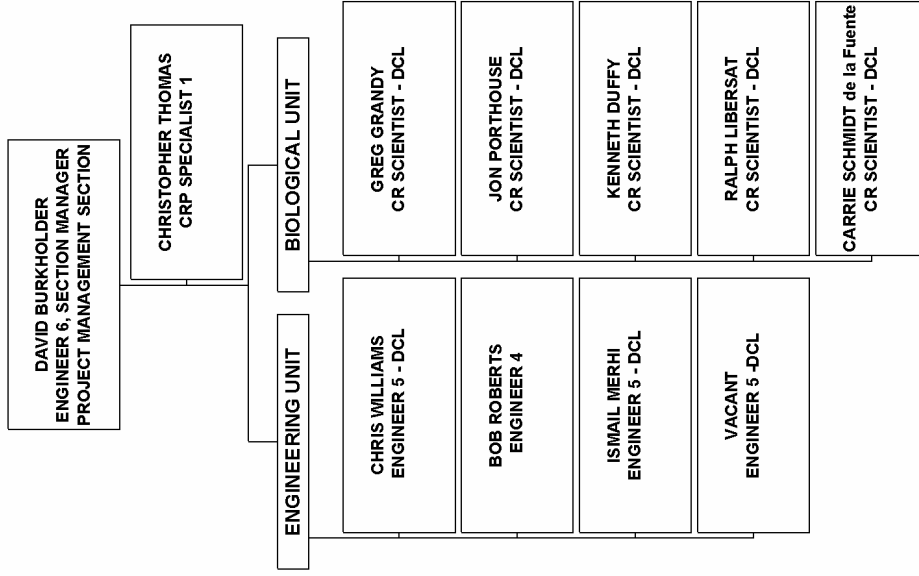 DAVID BURKHOLDER
ENGINEER 6, SECTION MANAGER
PROJECT MANAGEMENT SECTION
CHRISTOPHER THOMAS
CRP SPECIALIST 1
ENGINEERING UNIT
CHRIS WILLIAMS
ENGINEER 5 - DCL
BOB ROBERTS
ENGINEER 4
ISMAIL MERHI
ENGINEER 5 - DCL
VACANT
ENGINEER 5 -DCL
BIOLOGICAL UNIT
GREG GRANDY
CR SCIENTIST - DCL
JON PORTHOUSE
CR SCIENTIST - DCL
KENNETH DUFFY
CR SCIENTIST - DCL
RALPH LIBERSAT
CR SCIENTIST - DCL
CARRIE SCHMIDT de la Fuente
CR SCIENTIST - DCL